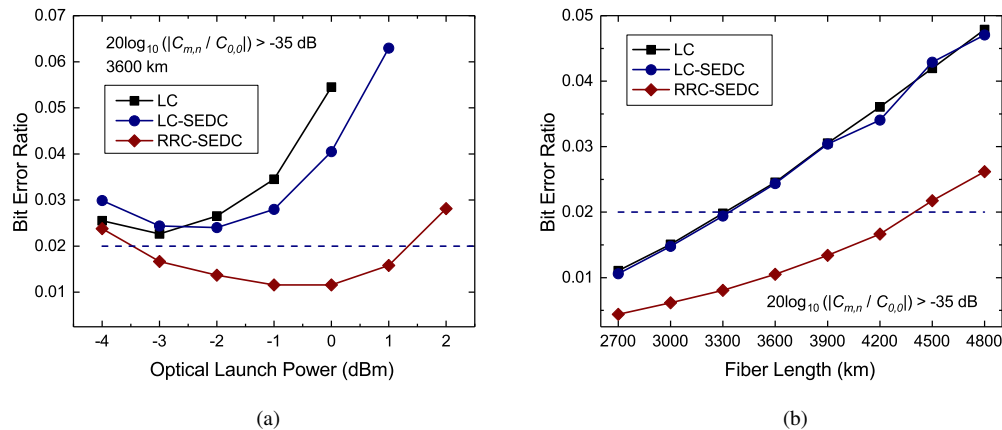 20log10 (|Cm,n / C0,0|) > -35 dB
3600 km
LC
LC-SEDC
RRC-SEDC
Bit Error Ratio
0.07
0.06
0.05
0.04
0.03
0.02
0.01
-4 -3 -2 -1 0 1 2
Optical Launch Power (dBm)
(a)
LC
LC-SEDC
RRC-SEDC
Bit Error Ratio
0.05
0.04
0.03
0.02
0.01
20log10 (|Cm,n / C0,0|) > -35 dB
2700 3000 3300 3600 3900 4200 4500 4800
Fiber Length (km)
(b)